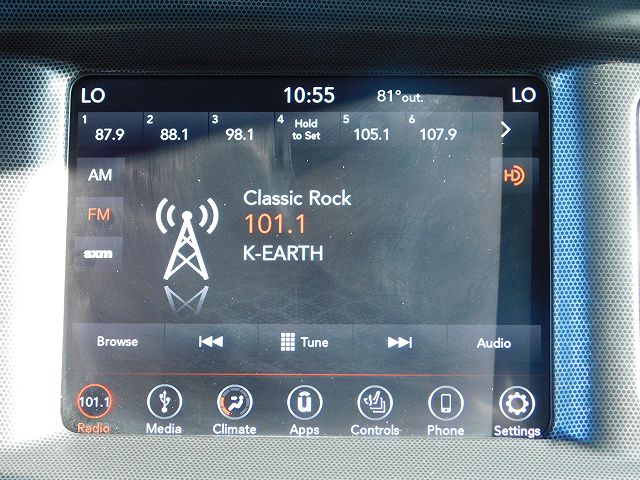 LO 10:55 81° out. LO
1 87.9 2 88.1 3 98.1 4 Hold to Set 5 105.1 6 107.9
AM
HD
FM
sxm
Classic Rock
101.1
K-EARTH
Browse Tune Audio
101.1
Radio Media Climate Apps Controls Phone Settings